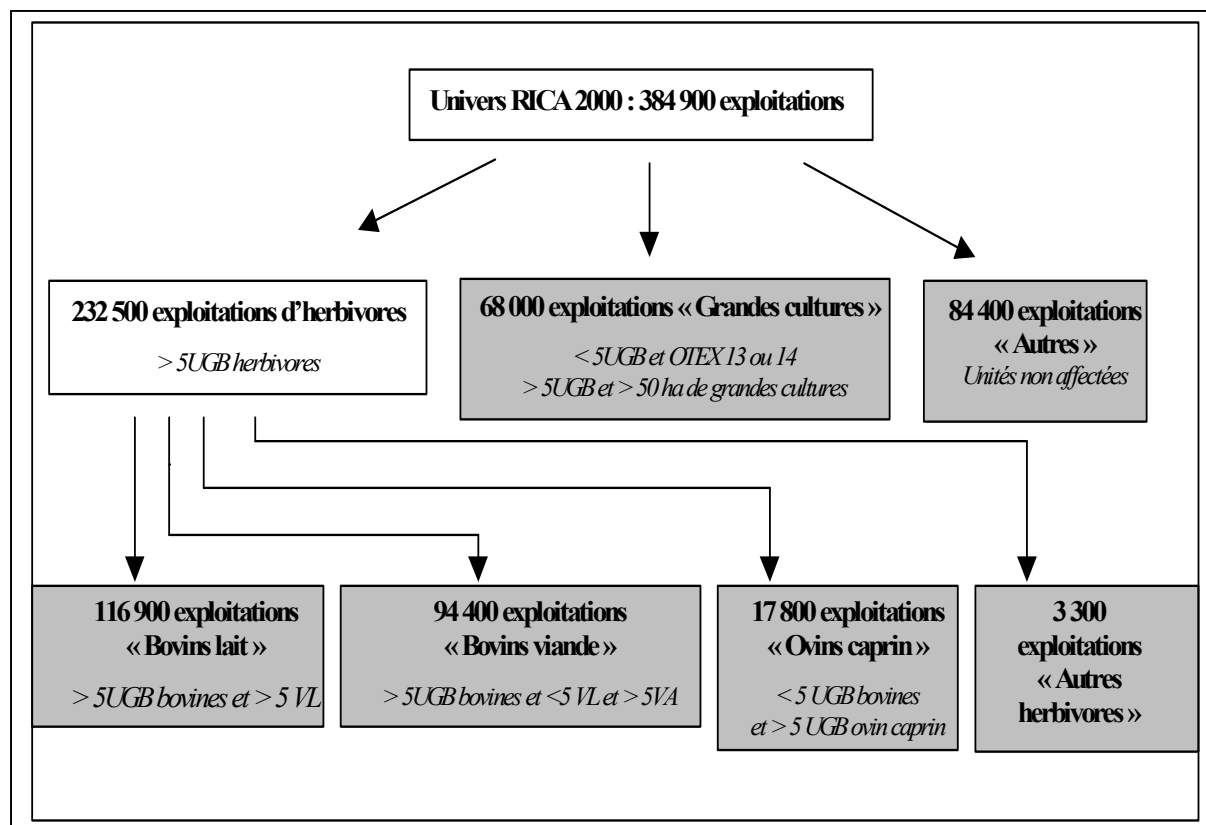 Univers RICA 2000 : 384 900 exploitations
232 500 exploitations d’herbivores
> 5UGB herbivores
68 000 exploitations « Grandes cultures »
< 5UGB et OTEX 13 ou 14
> 5UGB et > 50 ha de grandes cultures
84 400 exploitations
« Autres »
Unités non affectées
116 900 exploitations
« Bovins lait »
> 5UGB bovines et > 5 VL
94 400 exploitations
« Bovins viande »
> 5UGB bovines et <5 VL et > 5VA
17 800 exploitations
« Ovins caprin »
< 5 UGB bovines
et > 5 UGB ovin caprin
3 300
exploitations
« Autres
herbivores »